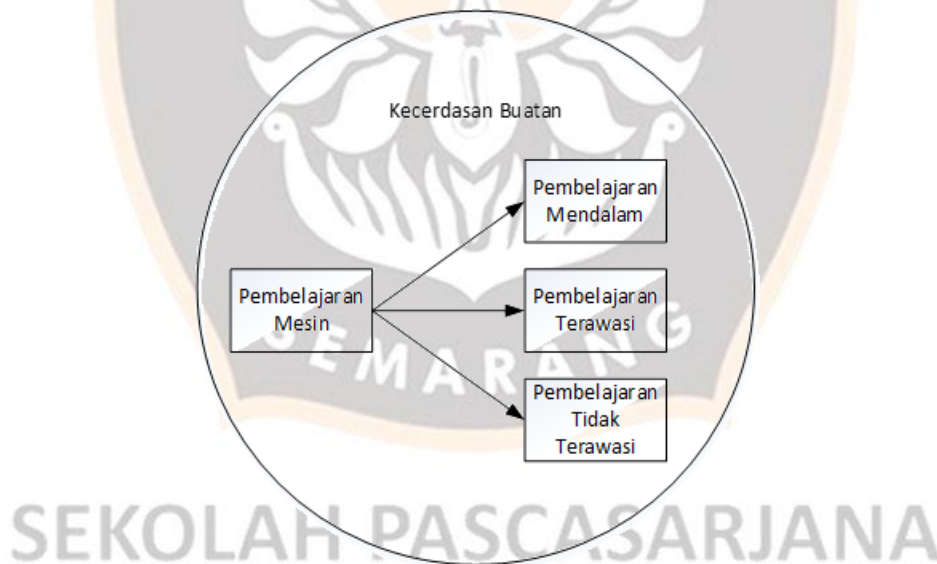 Kecerdasan Buatan
Pembelajaran
Mendalam
Pembelajaran
Mesin
Pembelajaran
Terawasi
Pembelajaran
Tidak
Terawasi
SEMARANG
SEKOLAH PASCASARJANA